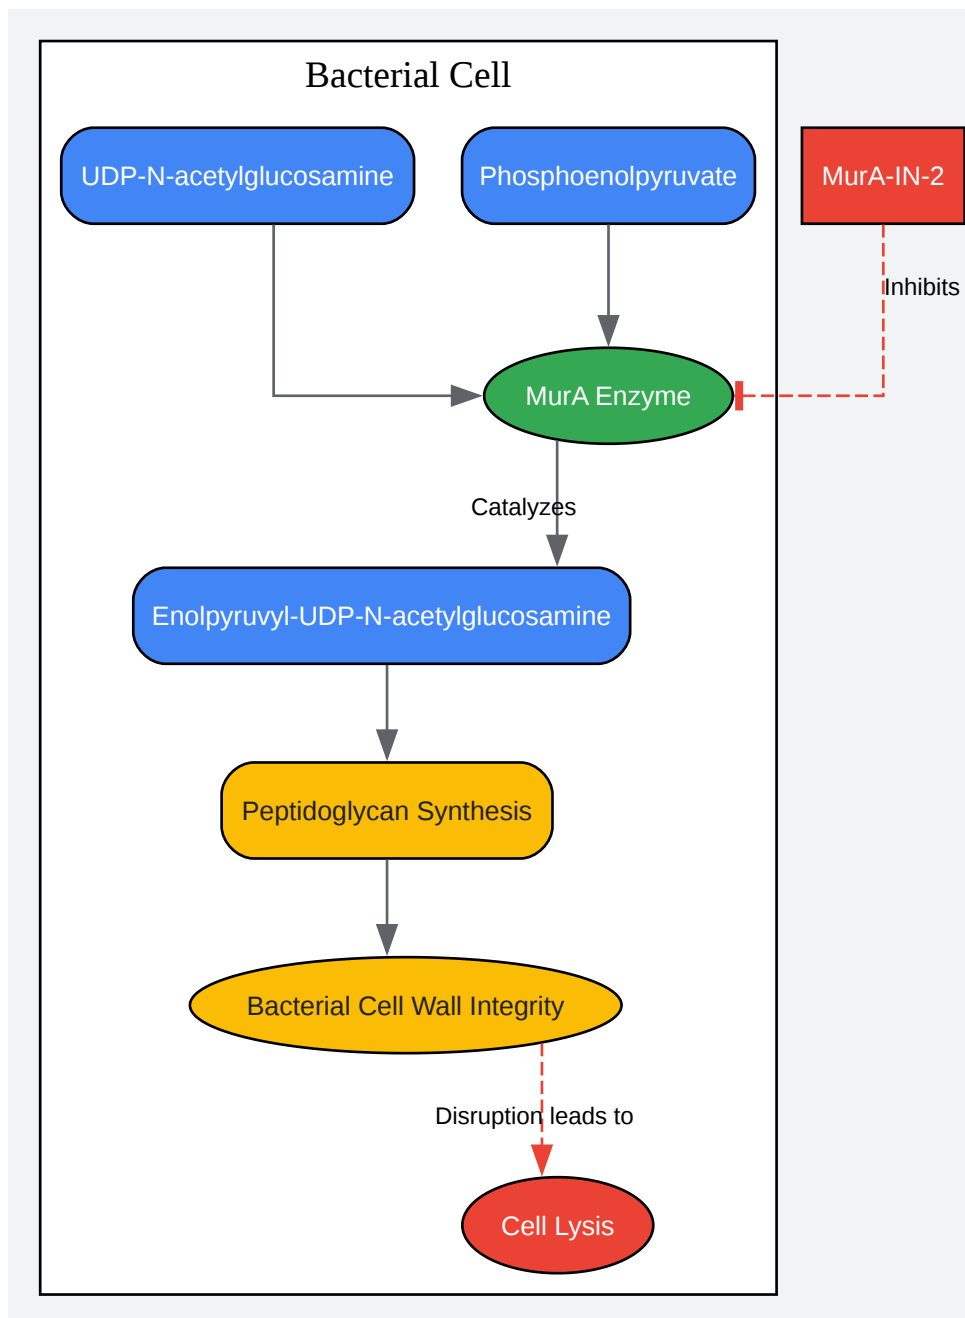 Bacterial Cell
UDP-N-acetylglucosamine
Phosphoenolpyruvate
MurA-IN-2
Inhibits
MurA Enzyme
Catalyzes
Enolpyruvyl-UDP-N-acetylglucosamine
Peptidoglycan Synthesis
Bacterial Cell Wall Integrity
Disruption leads to
Cell Lysis